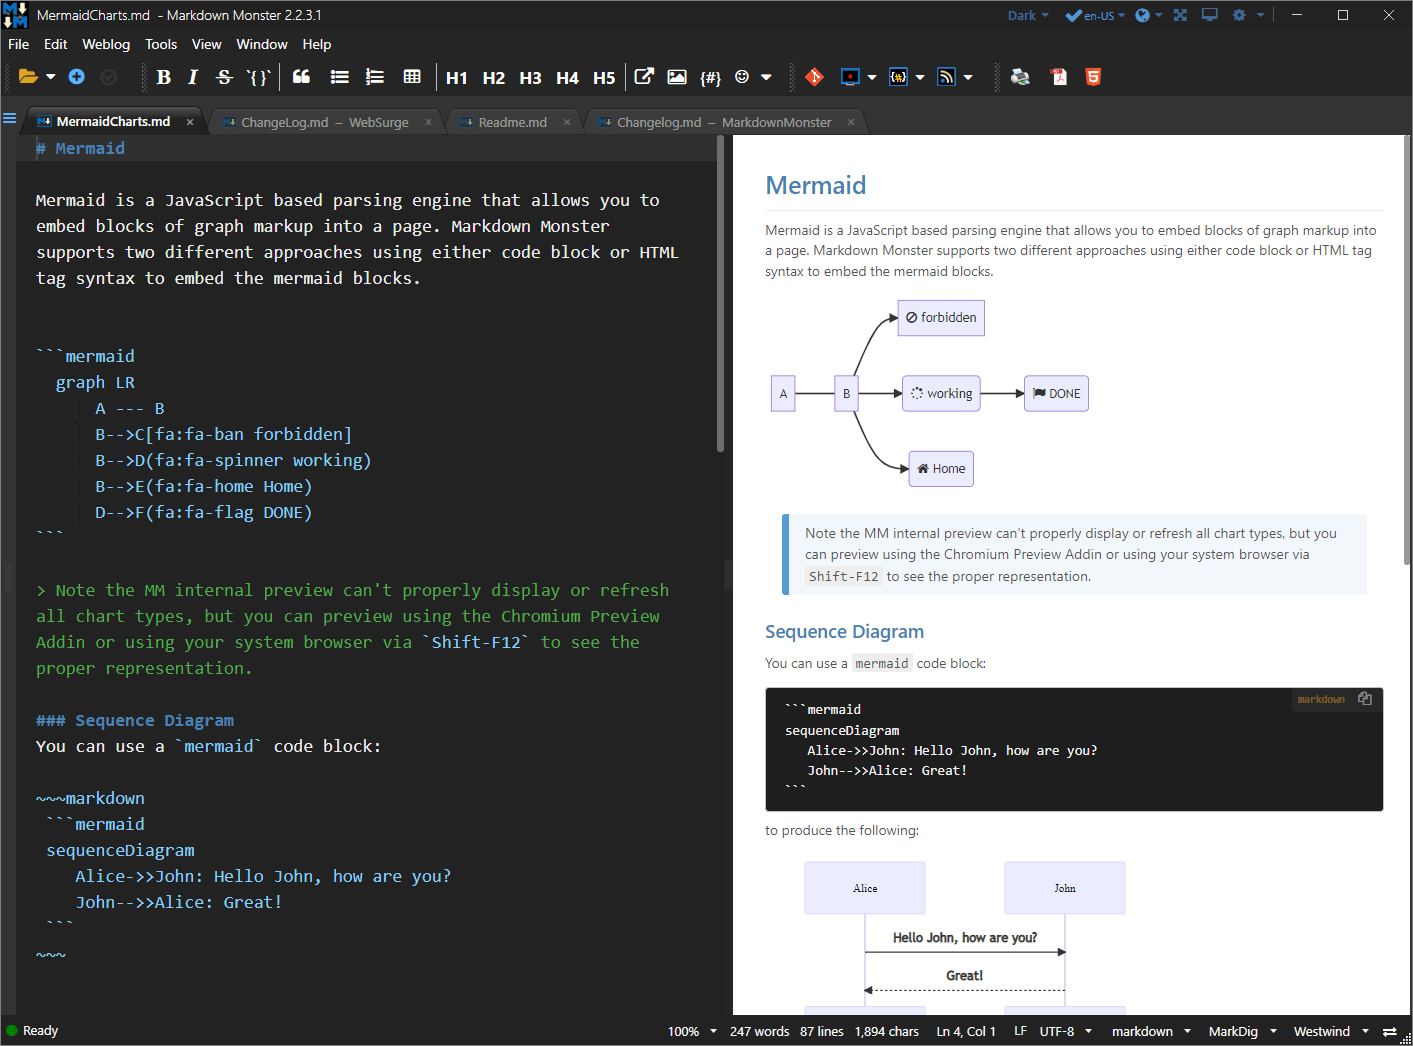 MermaidCharts.md - Markdown Monster 2.2.3.1
Dark en-US
File Edit Weblog Tools View Window Help
B I S `{}` H1 H2 H3 H4 H5 {#} {#}
MermaidCharts.md × ChangeLog.md – WebSurge × Readme.md × Changelog.md – MarkdownMonster ×
# Mermaid
Mermaid is a JavaScript based parsing engine that allows you to
embed blocks of graph markup into a page. Markdown Monster
supports two different approaches using either code block or HTML
tag syntax to embed the mermaid blocks.
```mermaid
graph LR
A --- B
B-->C[fa:fa-ban forbidden]
B-->D(fa:fa-spinner working)
B-->E(fa:fa-home Home)
D-->F(fa:fa-flag DONE)
```
> Note the MM internal preview can't properly display or refresh
all chart types, but you can preview using the Chromium Preview
Addin or using your system browser via `Shift-F12` to see the
proper representation.
### Sequence Diagram
You can use a `mermaid` code block:
~~~markdown
```mermaid
sequenceDiagram
Alice->>John: Hello John, how are you?
John-->>Alice: Great!
```
~~~
Mermaid
Mermaid is a JavaScript based parsing engine that allows you to embed blocks of graph markup into
a page. Markdown Monster supports two different approaches using either code block or HTML tag
syntax to embed the mermaid blocks.
forbidden
A B working DONE
Home
Note the MM internal preview can't properly display or refresh all chart types, but you
can preview using the Chromium Preview Addin or using your system browser via
Shift-F12 to see the proper representation.
Sequence Diagram
You can use a mermaid code block:
markdown
```mermaid
sequenceDiagram
Alice->>John: Hello John, how are you?
John-->>Alice: Great!
```
to produce the following:
Alice John
Hello John, how are you?
Great!
Ready 100% 247 words 87 lines 1,894 chars Ln 4, Col 1 LF UTF-8 markdown MarkDig Westwind